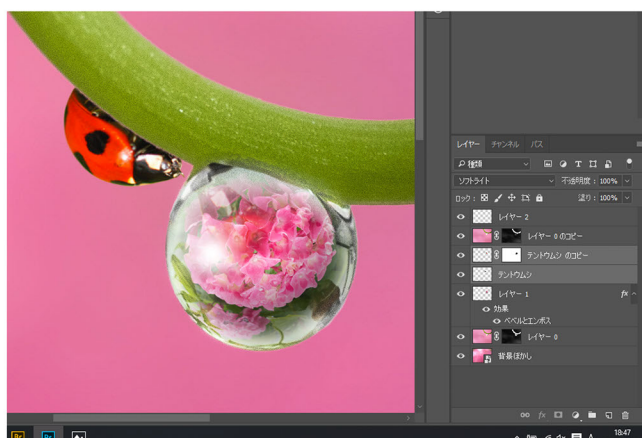 レイヤー チャンネル パス
種類
ソフトライト 不透明度: 100%
ロック: 塗り: 100%
レイヤー 2
レイヤー 0 のコピー
テントウムシ のコピー
テントウムシ
レイヤー 1 fx
効果
ベベルとエンボス
レイヤー 0
背景ぼかし
fx
Br Br A 18:47